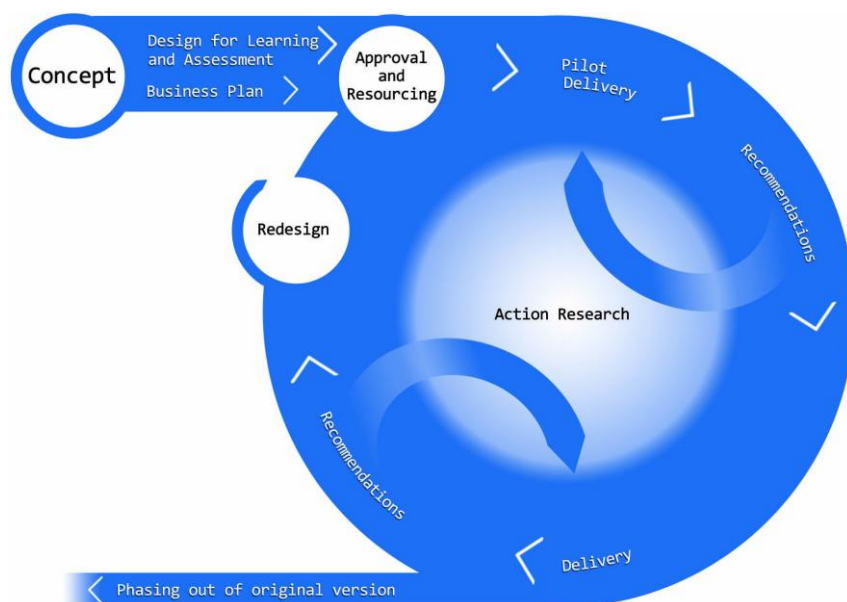 Concept
Design for Learning
and Assessment
Business Plan
Approval
and
Resourcing
Pilot
Delivery
Recommendations
Redesign
Action Research
Recommendations
Delivery
Phasing out of original version